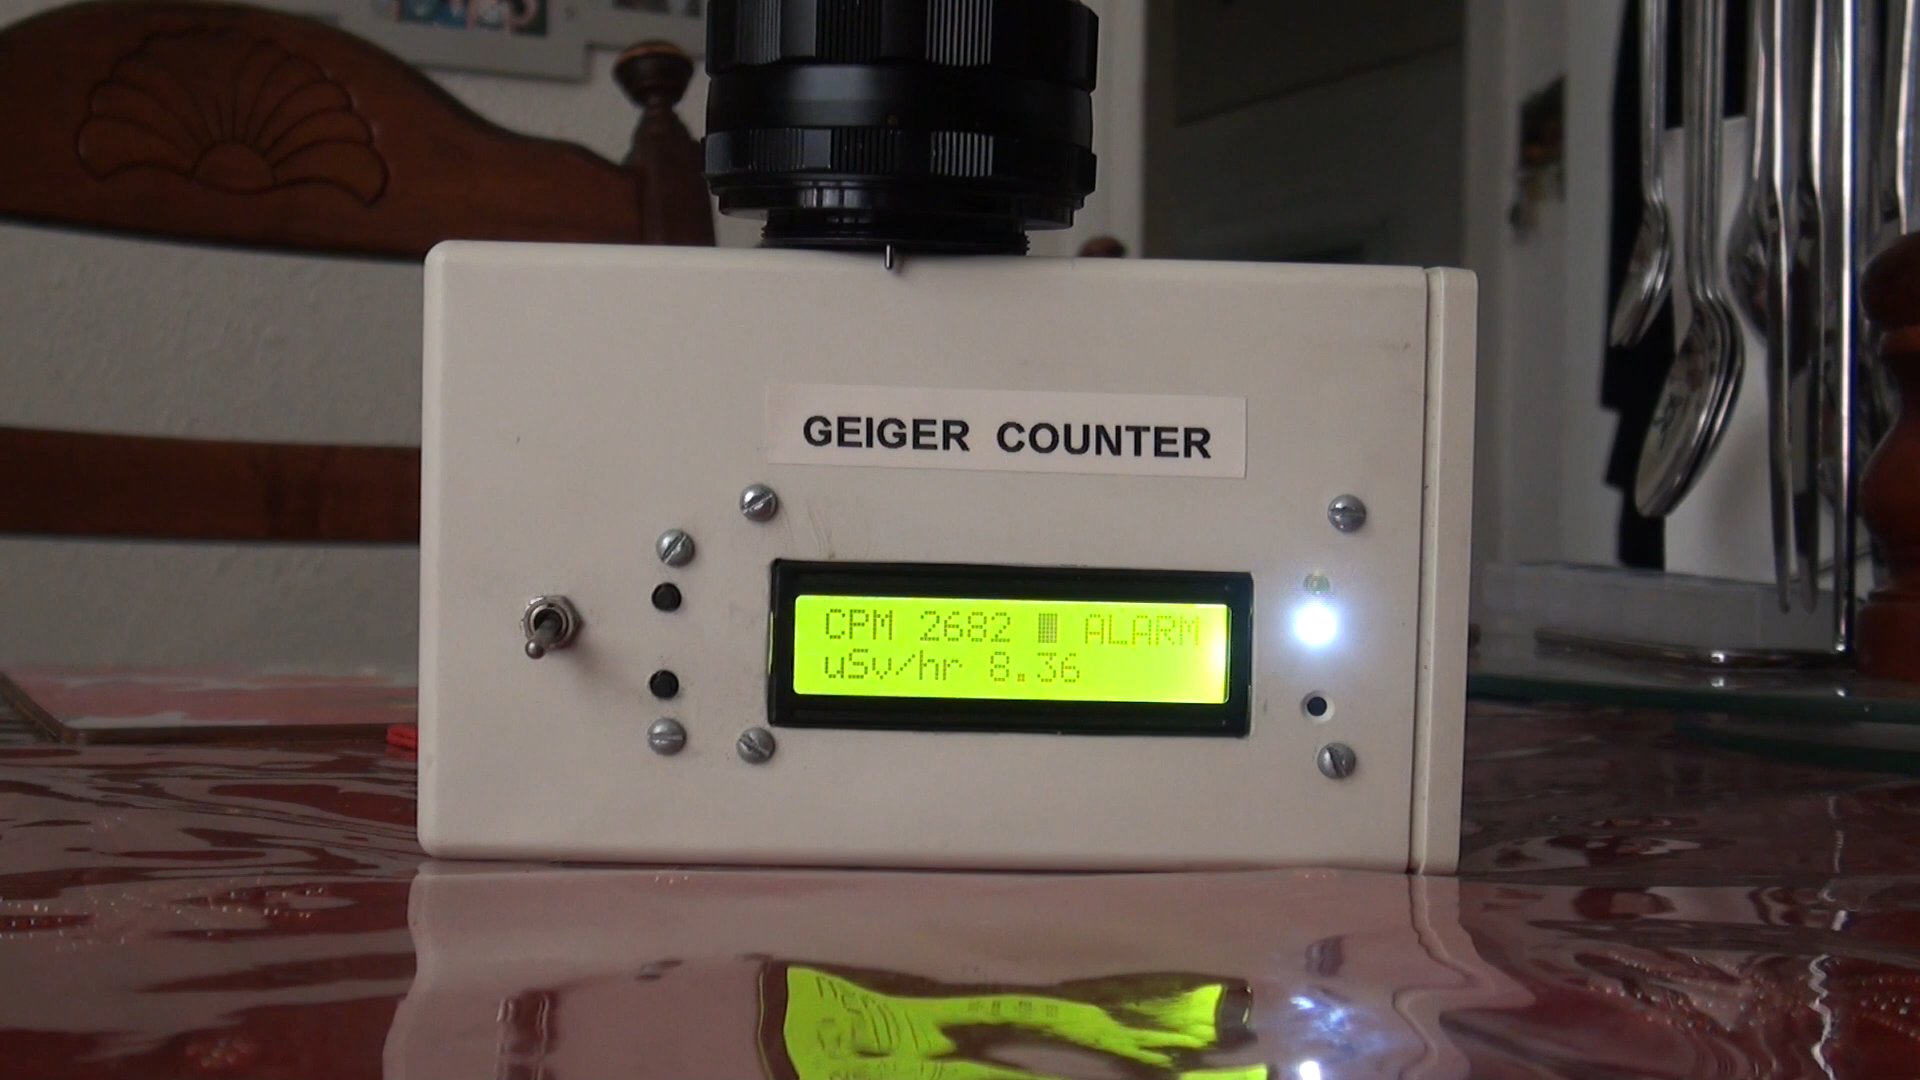 GEIGER COUNTER
CPM 2682 █ ALARM
uSv/hr 8.36